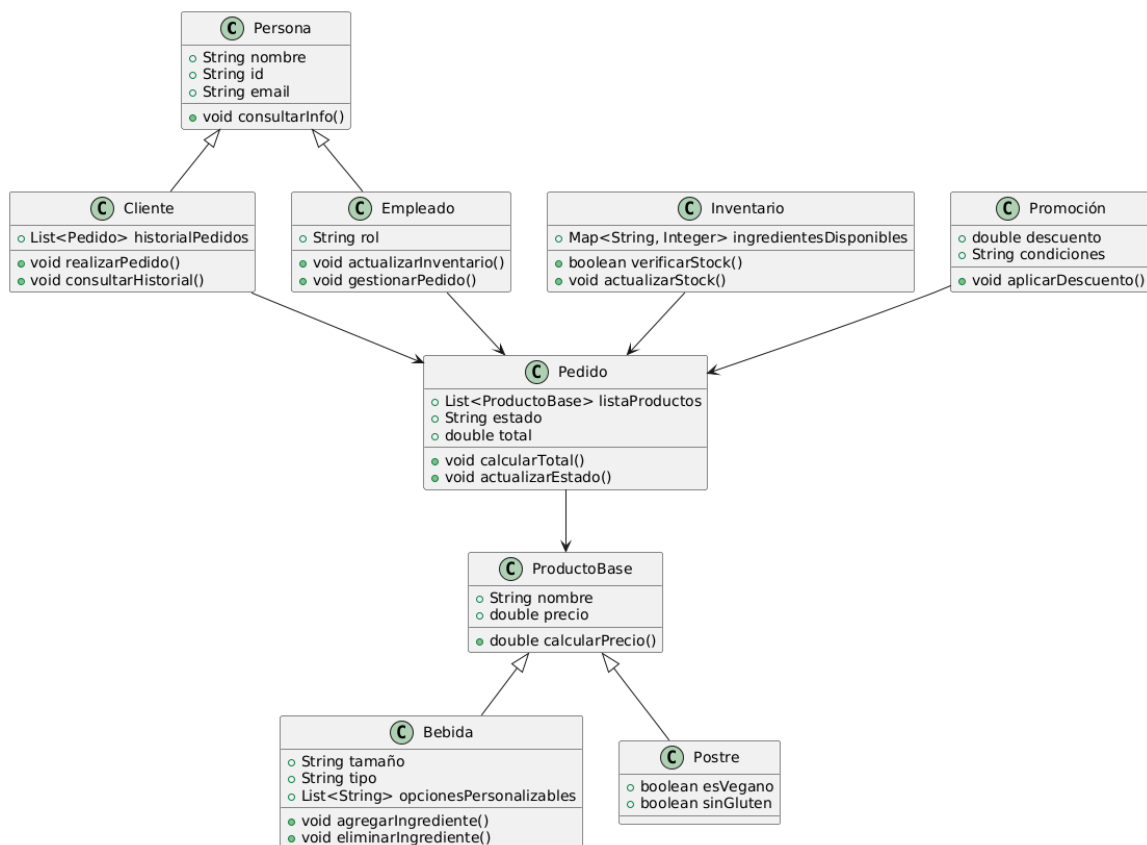 C Persona
String nombre
String id
String email
void consultarInfo()
C Cliente
List<Pedido> historialPedidos
void realizarPedido()
void consultarHistorial()
C Empleado
String rol
void actualizarInventario()
void gestionarPedido()
C Inventario
Map<String, Integer> ingredientesDisponibles
boolean verificarStock()
void actualizarStock()
C Promoción
double descuento
String condiciones
void aplicarDescuento()
C Pedido
List<ProductoBase> listaProductos
String estado
double total
void calcularTotal()
void actualizarEstado()
C ProductoBase
String nombre
double precio
double calcularPrecio()
C Bebida
String tamaño
String tipo
List<String> opcionesPersonalizables
void agregarIngrediente()
void eliminarIngrediente()
C Postre
boolean esVegano
boolean sinGluten